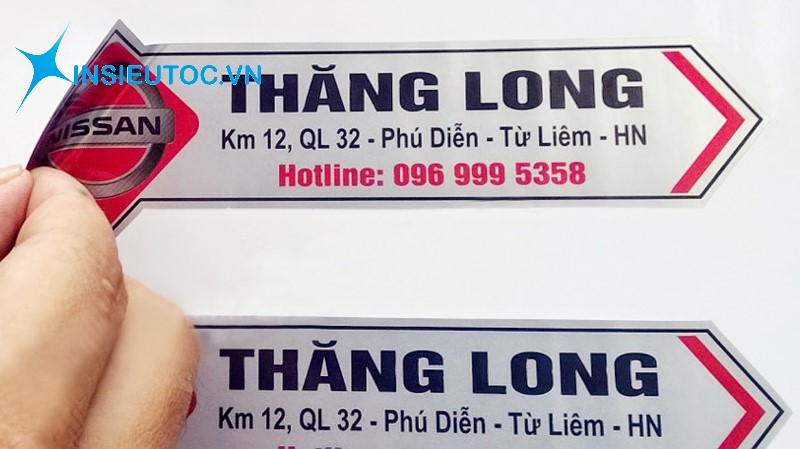 INSIEUTOC.VN
NISSAN
THĂNG LONG
Km 12, QL 32 - Phú Diễn - Từ Liêm - HN
Hotline: 096 999 5358
THĂNG LONG
Km 12, QL 32 - Phú Diễn - Từ Liêm - HN